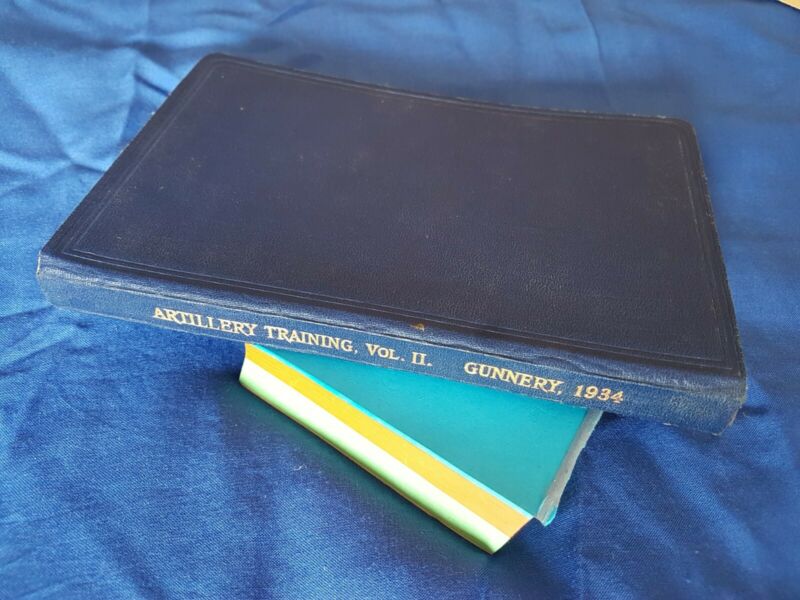 ARTILLERY TRAINING, VOL. II. GUNNERY, 1934